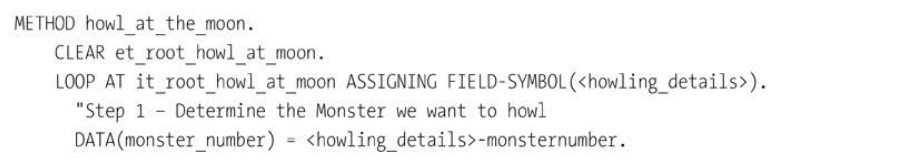 METHOD howl_at_the_moon.
CLEAR et_root_howl_at_moon.
LOOP AT it_root_howl_at_moon ASSIGNING FIELD-SYMBOL(<howling_details>).
"Step 1 – Determine the Monster we want to howl
DATA(monster_number) = <howling_details>-monsternumber.